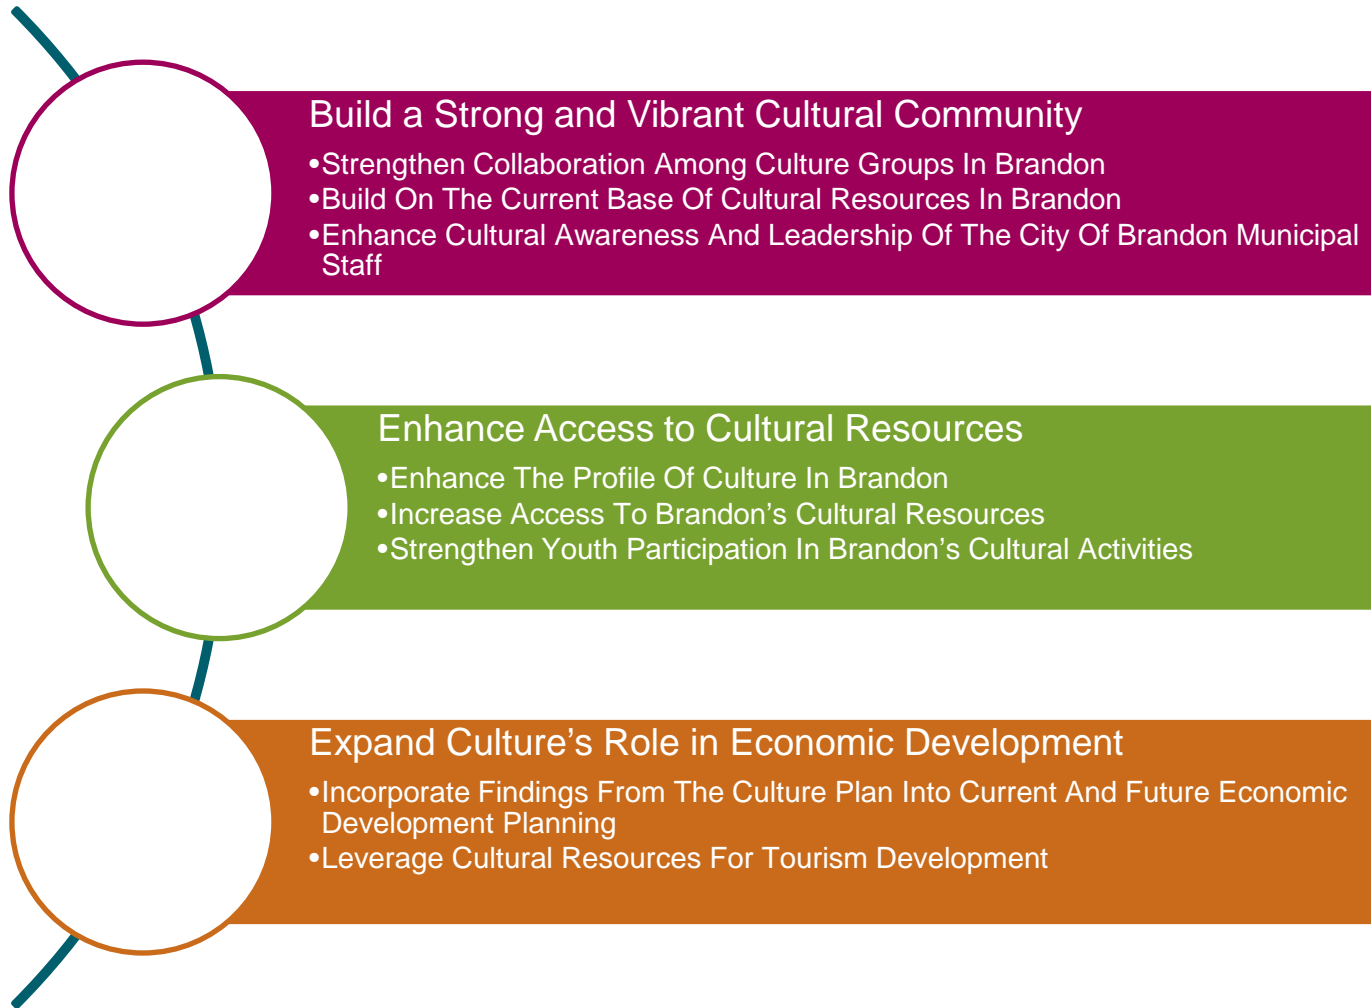 Build a Strong and Vibrant Cultural Community
•Strengthen Collaboration Among Culture Groups In Brandon
•Build On The Current Base Of Cultural Resources In Brandon
•Enhance Cultural Awareness And Leadership Of The City Of Brandon Municipal
Staff
Enhance Access to Cultural Resources
•Enhance The Profile Of Culture In Brandon
•Increase Access To Brandon’s Cultural Resources
•Strengthen Youth Participation In Brandon’s Cultural Activities
Expand Culture’s Role in Economic Development
•Incorporate Findings From The Culture Plan Into Current And Future Economic
Development Planning
•Leverage Cultural Resources For Tourism Development